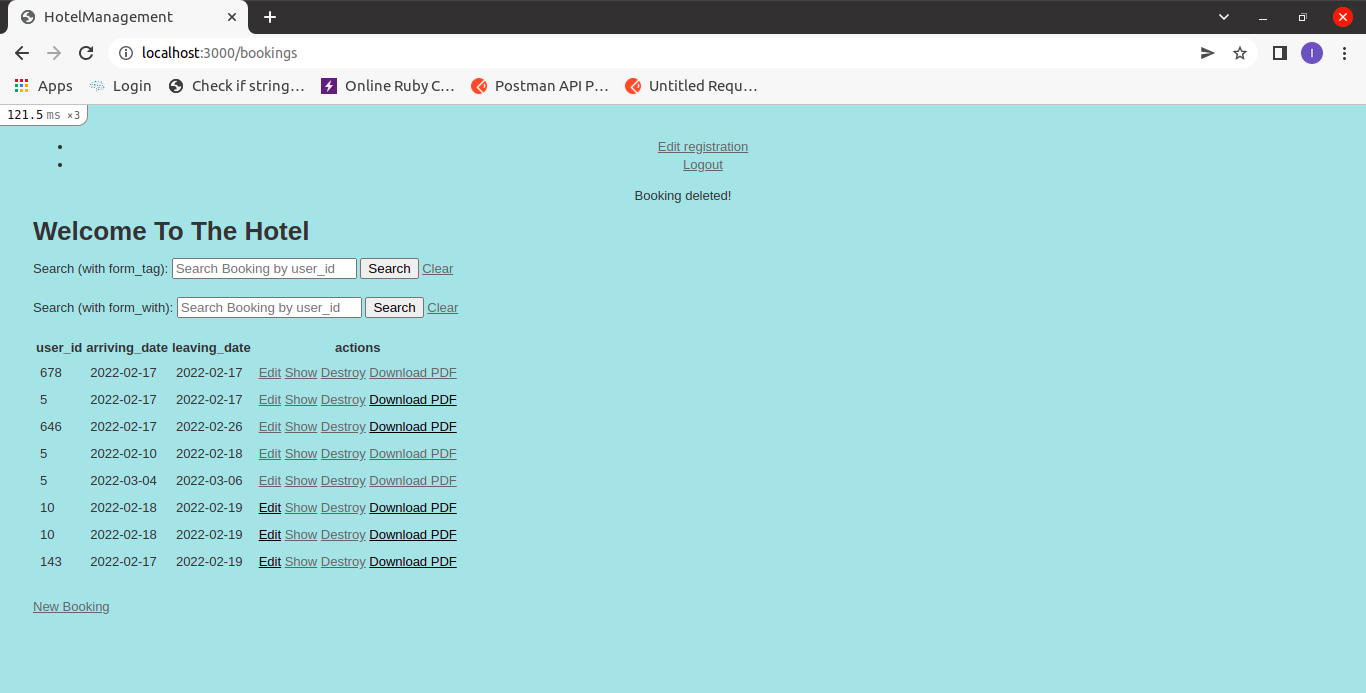 HotelManagement
localhost:3000/bookings
I
Apps Login Check if string… Online Ruby C… Postman API P… Untitled Requ…
121.5 ms ×3
Edit registration
Logout
Booking deleted!
Welcome To The Hotel
Search (with form_tag): Search Booking by user_id Search Clear
Search (with form_with): Search Booking by user_id Search Clear
user_id arriving_date leaving_date actions
678 2022-02-17 2022-02-17 Edit Show Destroy Download PDF
5 2022-02-17 2022-02-17 Edit Show Destroy Download PDF
646 2022-02-17 2022-02-26 Edit Show Destroy Download PDF
5 2022-02-10 2022-02-18 Edit Show Destroy Download PDF
5 2022-03-04 2022-03-06 Edit Show Destroy Download PDF
10 2022-02-18 2022-02-19 Edit Show Destroy Download PDF
10 2022-02-18 2022-02-19 Edit Show Destroy Download PDF
143 2022-02-17 2022-02-19 Edit Show Destroy Download PDF
New Booking